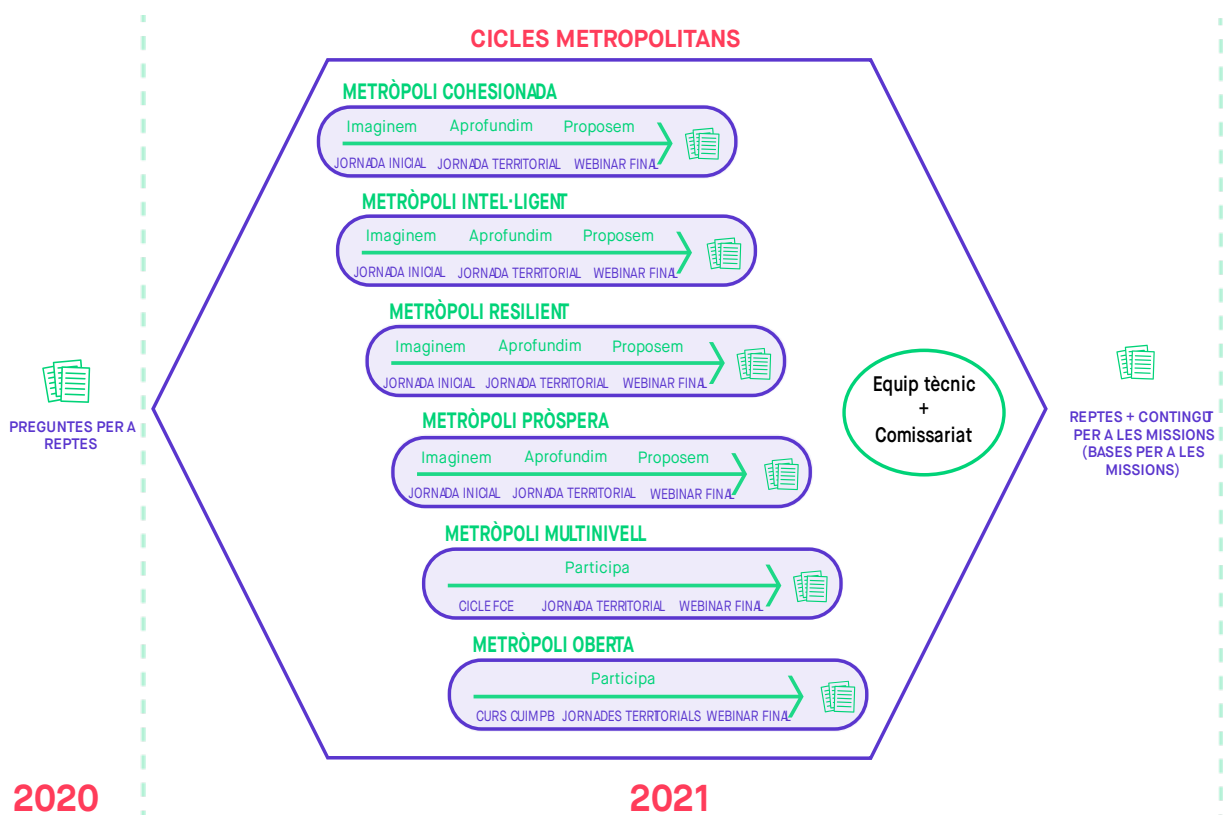 CICLES METROPOLITANS
METRÒPOLI COHESIONADA
Imaginem Aprofundim Proposem
JORNADA INICIAL JORNADA TERRITORIAL WEBINAR FINAL
METRÒPOLI INTEL·LIGENT
Imaginem Aprofundim Proposem
JORNADA INICIAL JORNADA TERRITORIAL WEBINAR FINAL
METRÒPOLI RESILIENT
Imaginem Aprofundim Proposem
JORNADA INICIAL JORNADA TERRITORIAL WEBINAR FINAL
METRÒPOLI PRÒSPERA
Imaginem Aprofundim Proposem
JORNADA INICIAL JORNADA TERRITORIAL WEBINAR FINAL
METRÒPOLI MULTINIVELL
Participa
CICLE FCE JORNADA TERRITORIAL WEBINAR FINAL
METRÒPOLI OBERTA
Participa
CURS CUIMPB JORNADES TERRITORIALS WEBINAR FINAL
PREGUNTES PER A
REPTES
Equip tècnic
+
Comissariat
REPTES + CONTINGUT
PER A LES MISSIONS
(BASES PER A LES
MISSIONS)
2020
2021